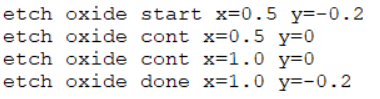 etch oxide start x=0.5 y=-0.2
etch oxide cont x=0.5 y=0
etch oxide cont x=1.0 y=0
etch oxide done x=1.0 y=-0.2